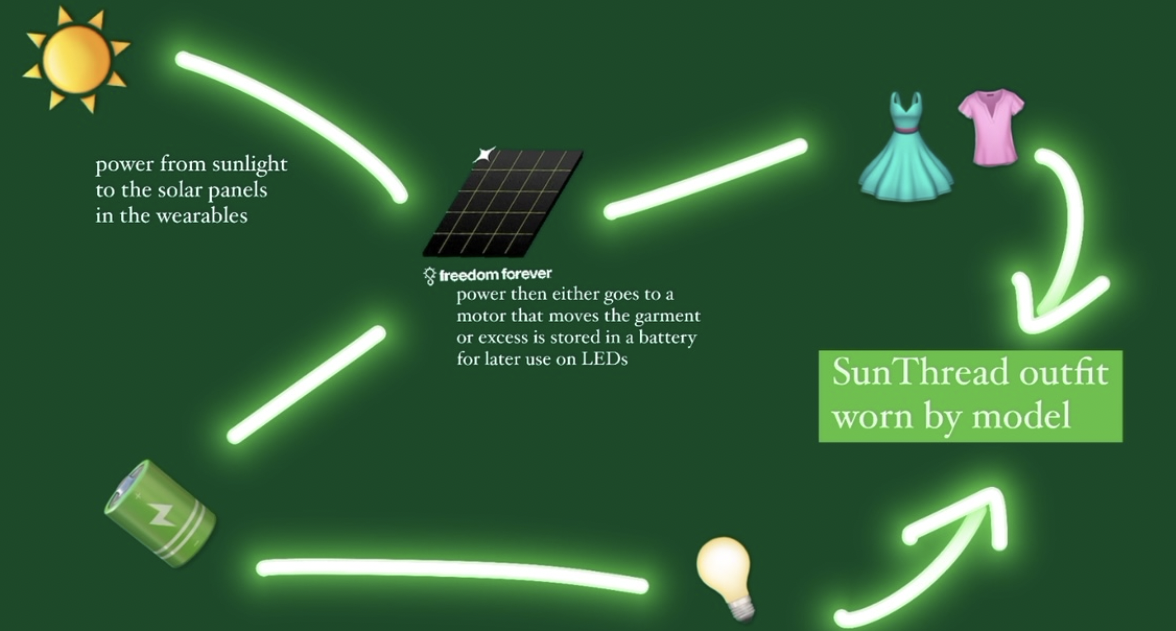 power from sunlight
to the solar panels
in the wearables
freedom forever
power then either goes to a
motor that moves the garment
or excess is stored in a battery
for later use on LEDs
SunThread outfit
worn by model